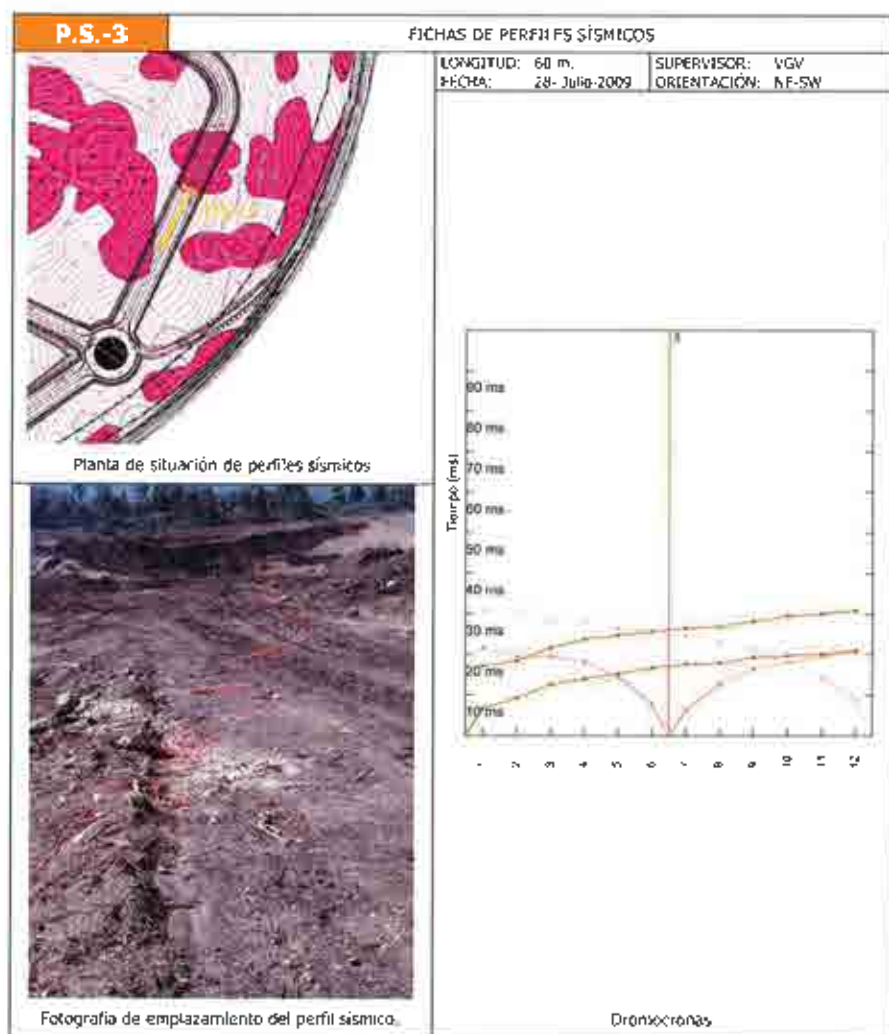 P.S.-3
FICHAS DE PERFILES SÍSMICOS
LONGITUD: 60 m.
SUPERVISOR: VGV
FECHA: 28- Julio-2009
ORIENTACIÓN: NE-SW
Planta de situación de perfiles sísmicos
90 ms
80 ms
70 ms
60 ms
50 ms
40 ms
30 ms
20 ms
10 ms
Tiempo (ms)
1 2 3 4 5 6 7 8 9 10 11 12
Fotografía de emplazamiento del perfil sísmico.
Dromocronas